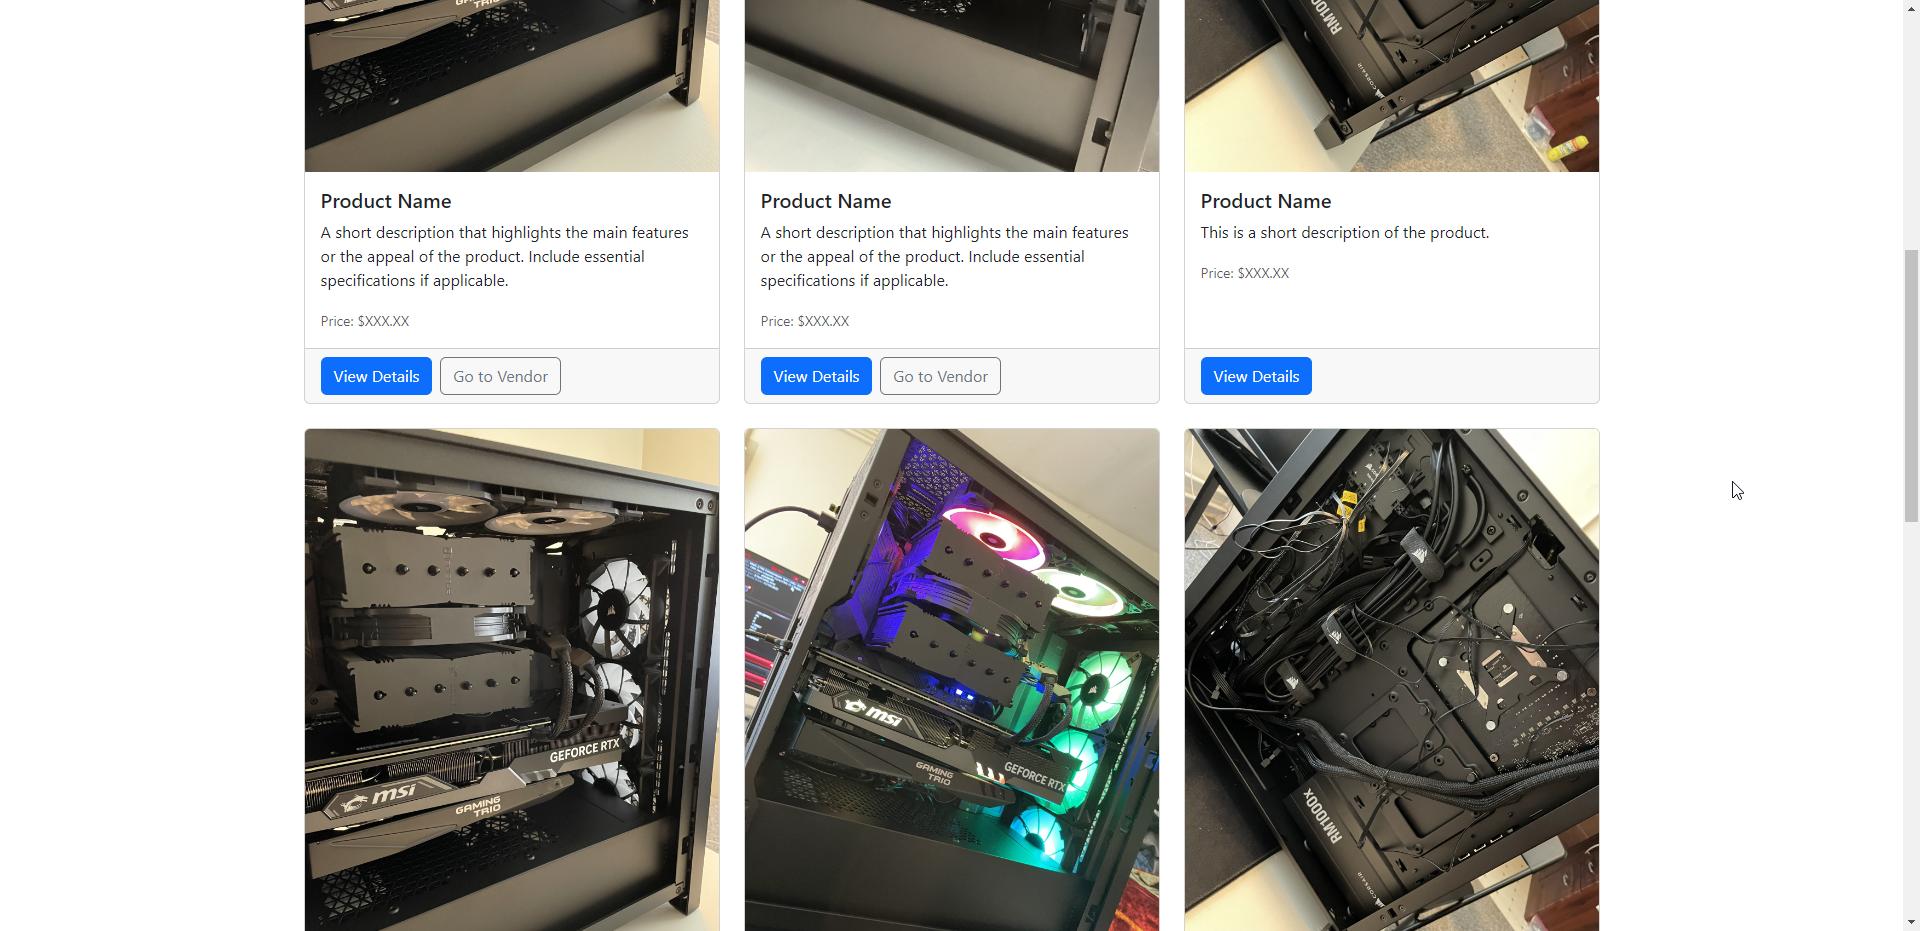 RM1000x
CORSAIR
Product Name
A short description that highlights the main features
or the appeal of the product. Include essential
specifications if applicable.
Price: $XXX.XX
View Details
Go to Vendor
Product Name
A short description that highlights the main features
or the appeal of the product. Include essential
specifications if applicable.
Price: $XXX.XX
View Details
Go to Vendor
Product Name
This is a short description of the product.
Price: $XXX.XX
View Details
GEFORCE RTX
msi
GAMING
TRIO
msi
GAMING
TRIO
GEFORCE RTX
RM1000x
CORSAIR